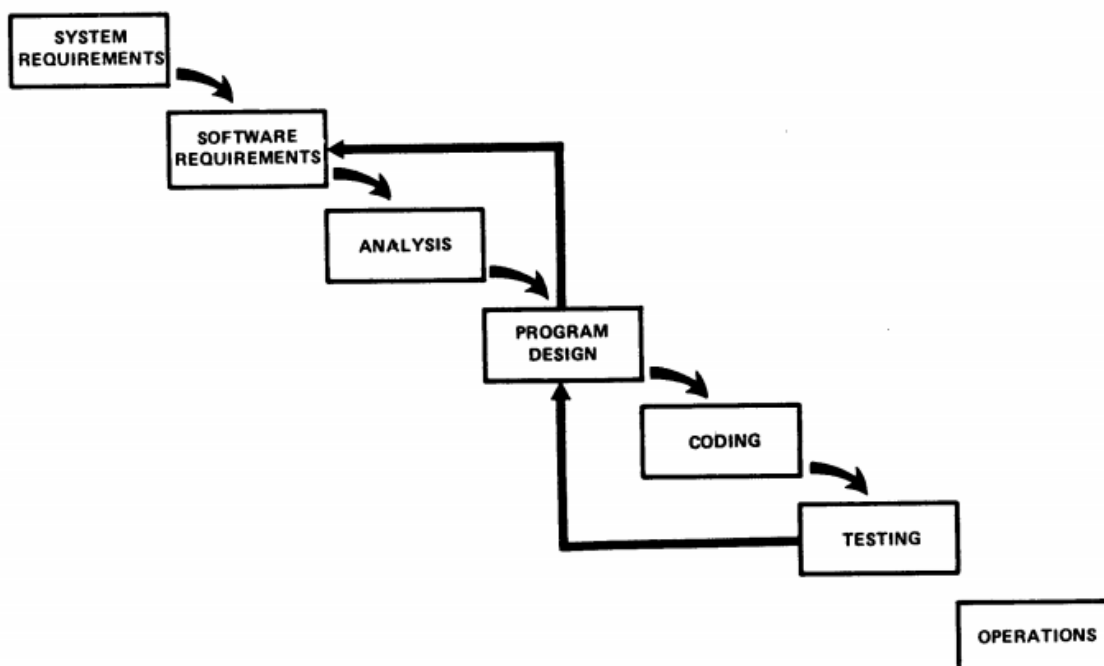 SYSTEM
REQUIREMENTS
SOFTWARE
REQUIREMENTS
ANALYSIS
PROGRAM
DESIGN
CODING
TESTING
OPERATIONS